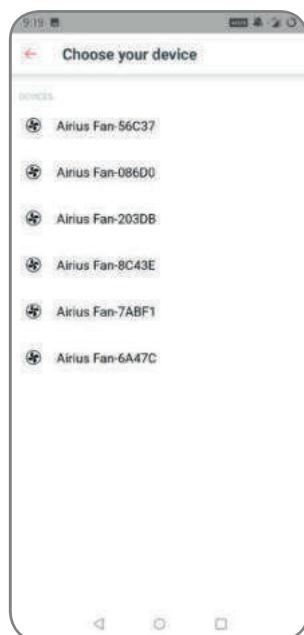 9:19
Choose your device
DEVICES
Airius Fan-56C37
Airius Fan-086D0
Airius Fan-203DB
Airius Fan-8C43E
Airius Fan-7ABF1
Airius Fan-6A47C